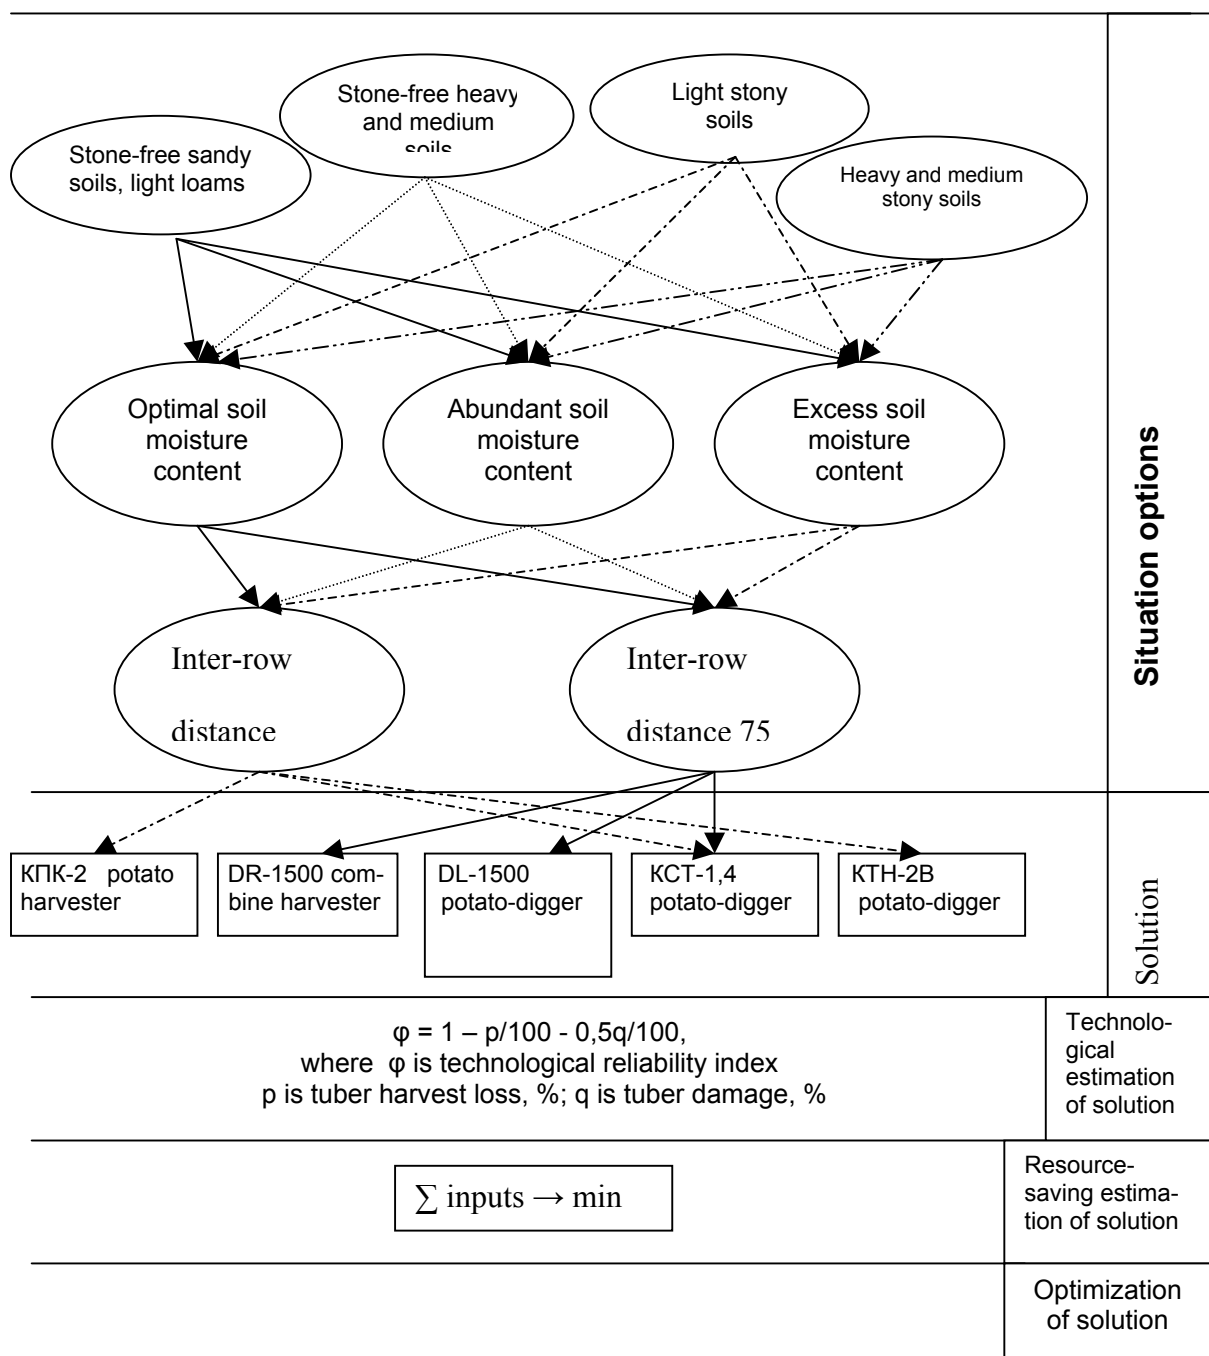 Stone-free heavy
and medium
soils
Light stony
soils
Stone-free sandy
soils, light loams
Heavy and medium
stony soils
Optimal soil
moisture
content
Abundant soil
moisture
content
Excess soil
moisture
content
Situation options
Inter-row
distance
Inter-row
distance 75
КПК-2 potato
harvester
DR-1500 com-
bine harvester
DL-1500
potato-digger
КСТ-1,4
potato-digger
КТН-2В
potato-digger
Solution
φ = 1 – p/100 - 0,5q/100,
where φ is technological reliability index
p is tuber harvest loss, %; q is tuber damage, %
Technolo-
gical
estimation
of solution
∑ inputs → min
Resource-
saving estima-
tion of solution
Optimization
of solution